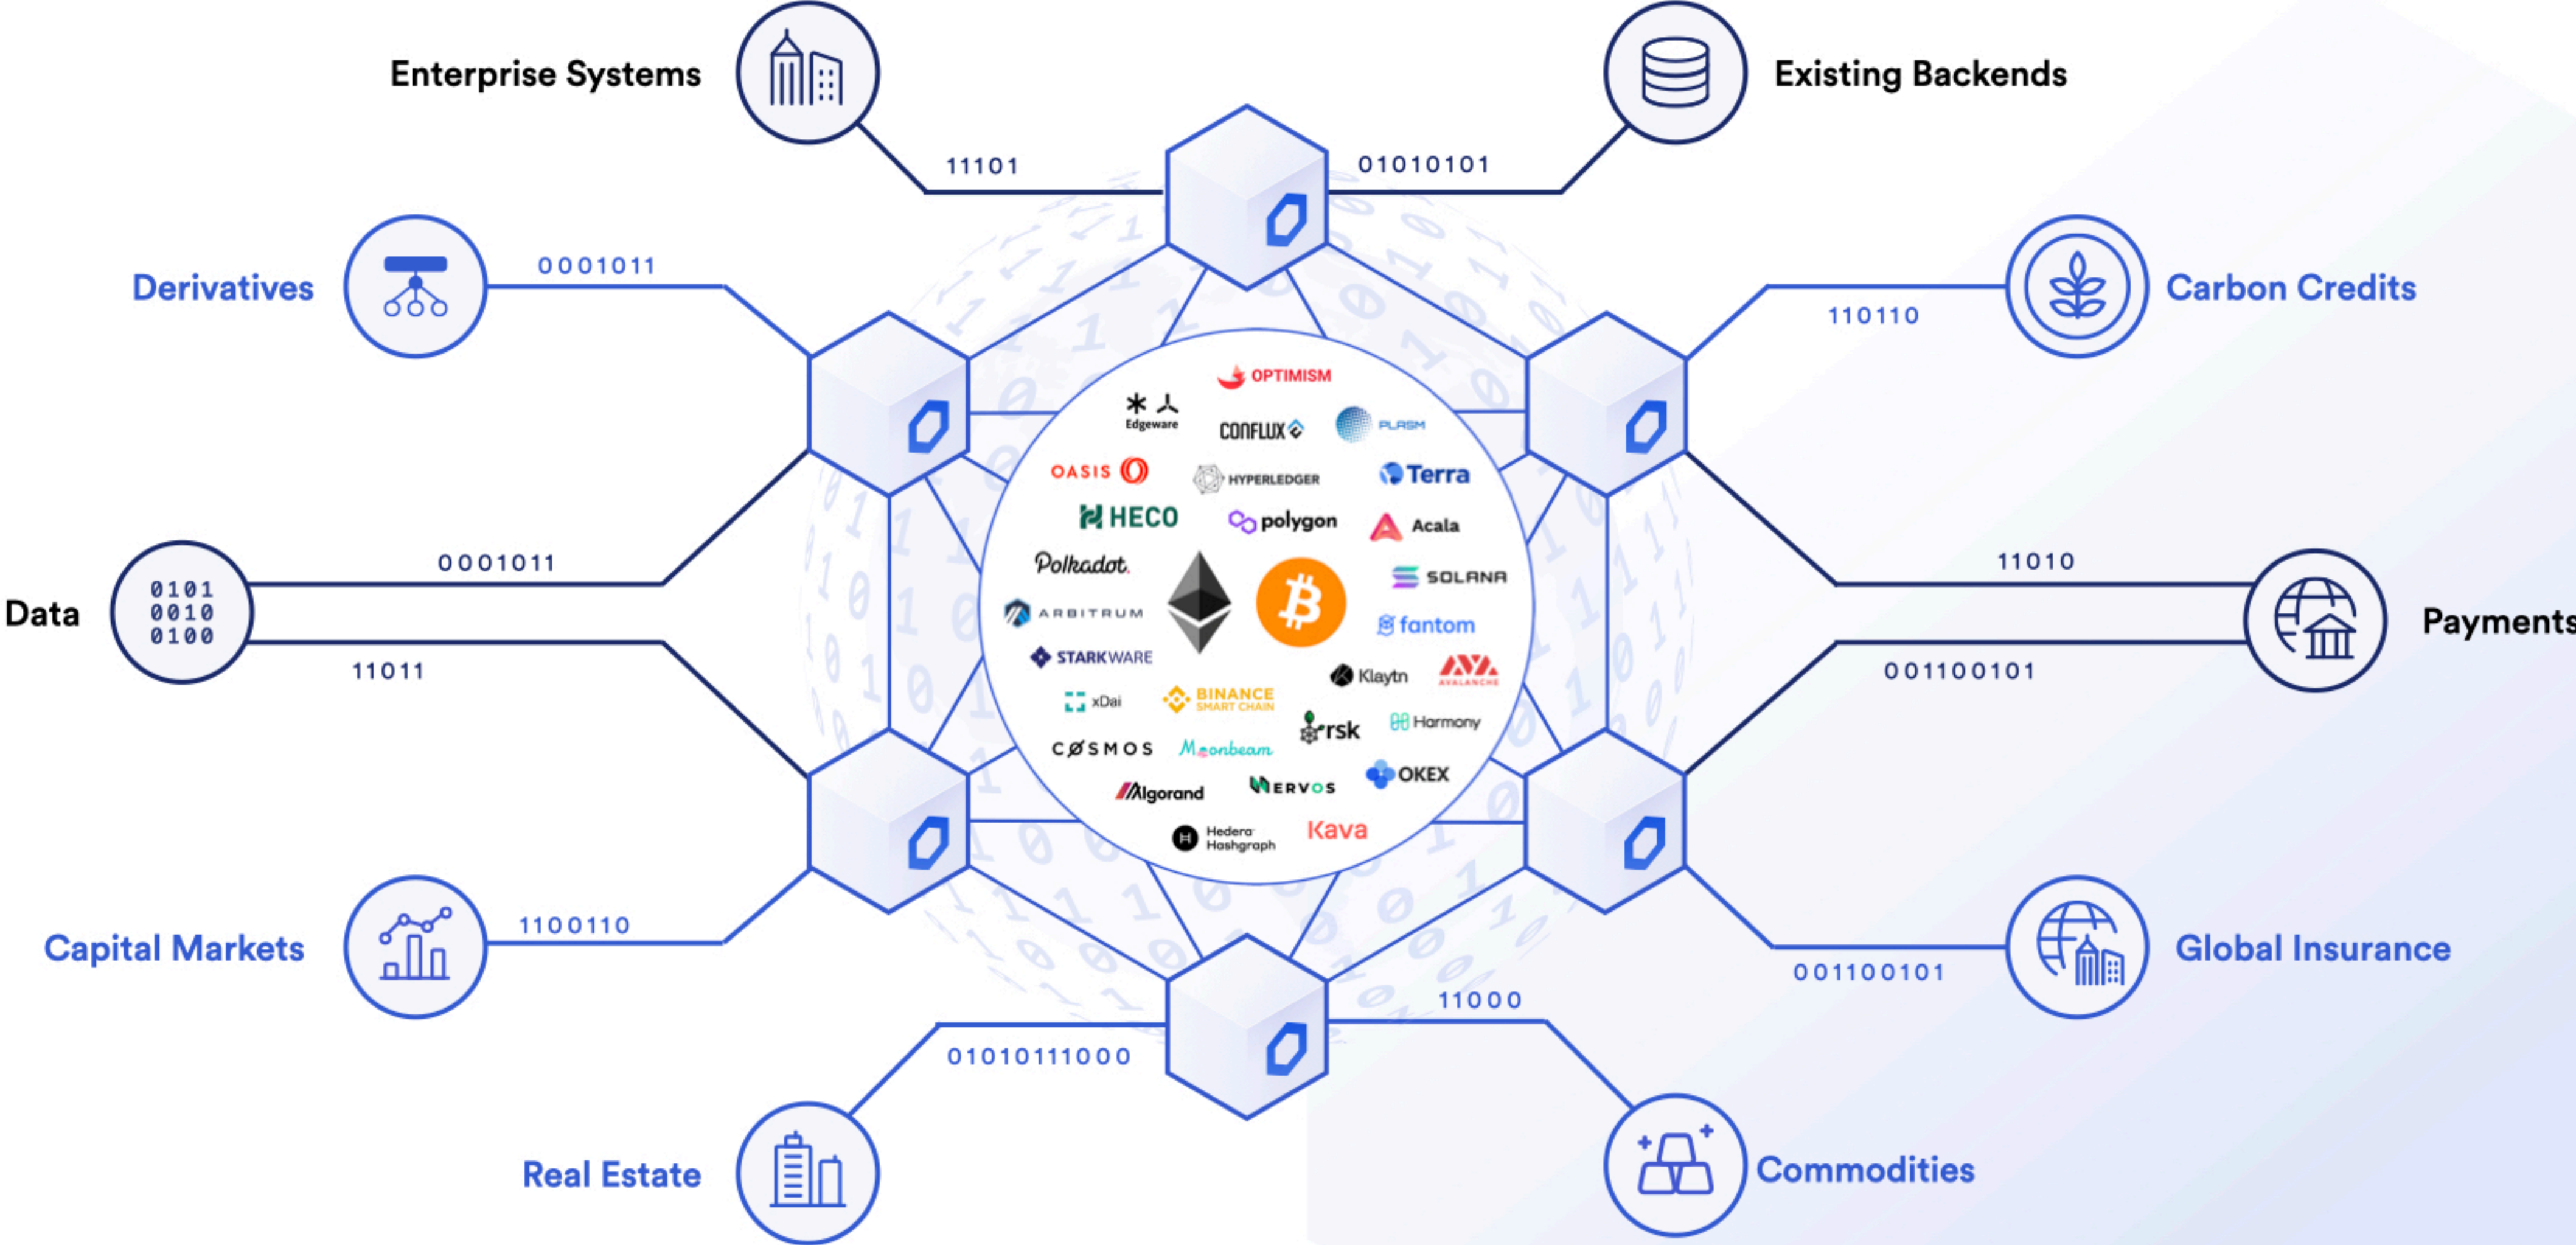 Enterprise Systems
Existing Backends
11101
01010101
Derivatives
0001011
110110
Carbon Credits
OPTIMISM
Edgeware
CONFLUX
PLASM
OASIS
HYPERLEDGER
Terra
HECO
polygon
Acala
Polkadot.
SOLANA
ARBITRUM
fantom
STARKWARE
Klaytn
AVALANCHE
xDai
BINANCE
SMART CHAIN
rsk
Harmony
COSMOS
Moonbeam
OKEX
Algorand
NERVOS
Hedera
Hashgraph
Kava
Data
0101
0010
0100
0001011
11011
11010
001100101
Payments
Capital Markets
1100110
001100101
Global Insurance
11000
01010111000
Real Estate
Commodities